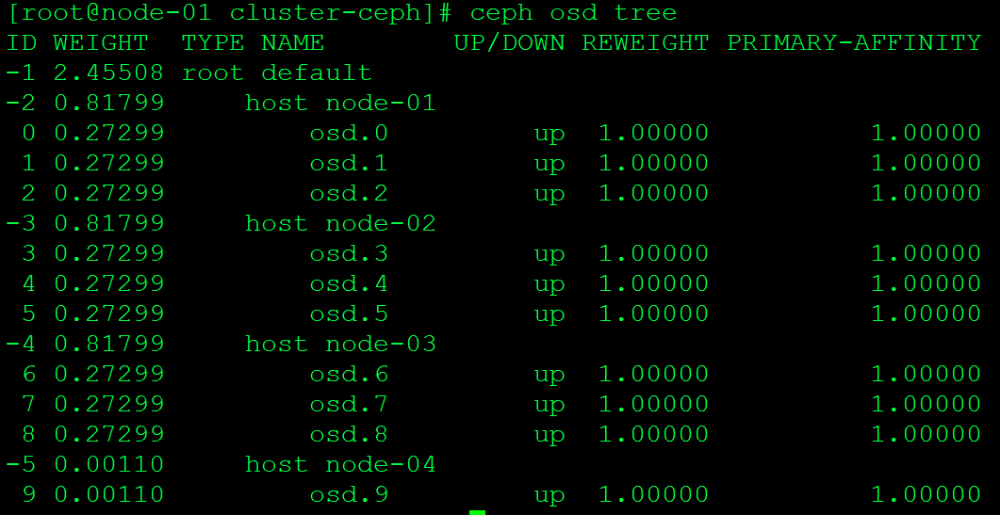 [root@node-01 cluster-ceph]# ceph osd tree
ID WEIGHT  TYPE NAME        UP/DOWN REWEIGHT PRIMARY-AFFINITY
-1 2.45508 root default
-2 0.81799     host node-01
 0 0.27299         osd.0         up  1.00000          1.00000
 1 0.27299         osd.1         up  1.00000          1.00000
 2 0.27299         osd.2         up  1.00000          1.00000
-3 0.81799     host node-02
 3 0.27299         osd.3         up  1.00000          1.00000
 4 0.27299         osd.4         up  1.00000          1.00000
 5 0.27299         osd.5         up  1.00000          1.00000
-4 0.81799     host node-03
 6 0.27299         osd.6         up  1.00000          1.00000
 7 0.27299         osd.7         up  1.00000          1.00000
 8 0.27299         osd.8         up  1.00000          1.00000
-5 0.00110     host node-04
 9 0.00110         osd.9         up  1.00000          1.00000